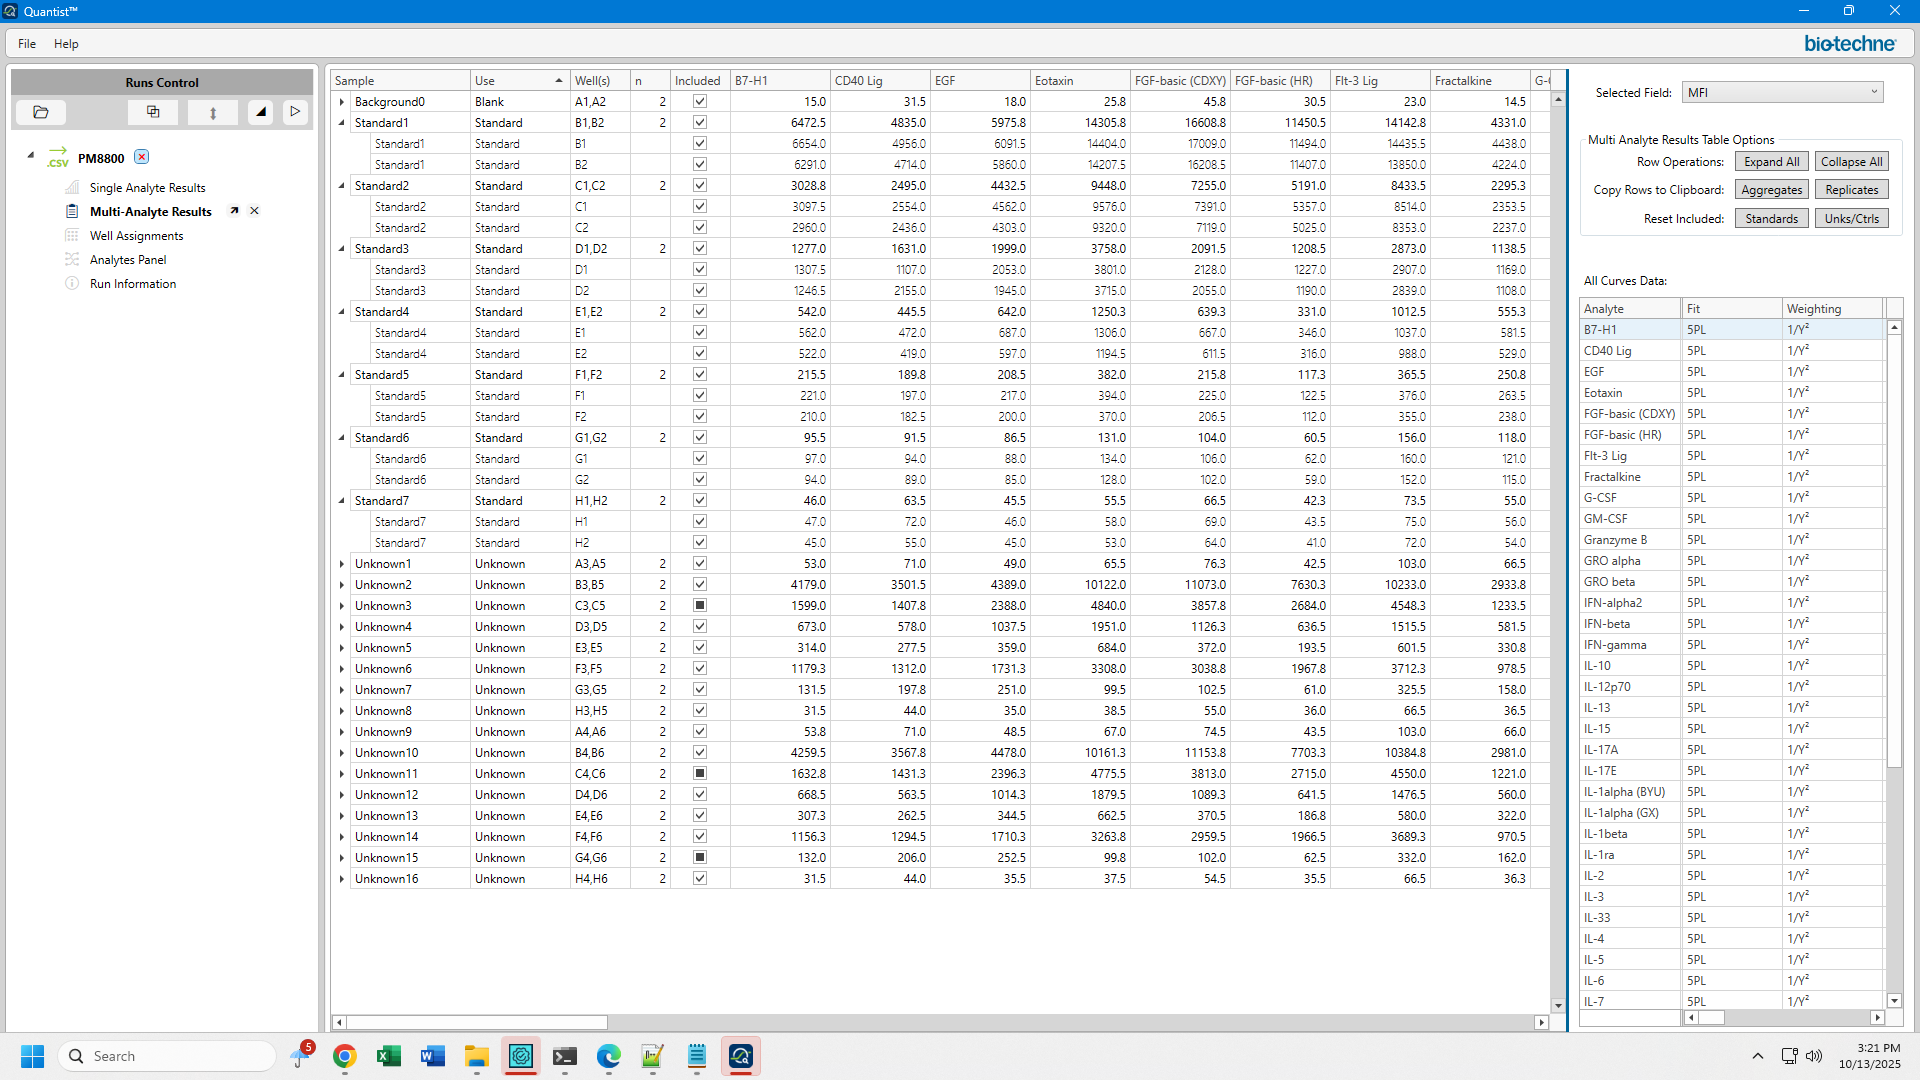 Quantist™
File Help
bio-techne
Runs Control
.CSV PM8800
Single Analyte Results
Multi-Analyte Results
Well Assignments
Analytes Panel
Run Information
Sample Use Well(s) n Included B7-H1 CD40 Lig EGF Eotaxin FGF-basic (CDXY) FGF-basic (HR) Flt-3 Lig Fractalkine
Background0 Blank A1,A2 2 15.0 31.5 18.0 25.8 45.8 30.5 23.0 14.5
Standard1 Standard B1,B2 2 6472.5 4835.0 5975.8 14305.8 16608.8 11450.5 14142.8 4331.0
Standard1 Standard B1 6654.0 4956.0 6091.5 14404.0 17009.0 11494.0 14435.5 4438.0
Standard1 Standard B2 6291.0 4714.0 5860.0 14207.5 16208.5 11407.0 13850.0 4224.0
Standard2 Standard C1,C2 2 3028.8 2495.0 4432.5 9448.0 7255.0 5191.0 8433.5 2295.3
Standard2 Standard C1 3097.5 2554.0 4562.0 9576.0 7391.0 5357.0 8514.0 2353.5
Standard2 Standard C2 2960.0 2436.0 4303.0 9320.0 7119.0 5025.0 8353.0 2237.0
Standard3 Standard D1,D2 2 1277.0 1631.0 1999.0 3758.0 2091.5 1208.5 2873.0 1138.5
Standard3 Standard D1 1307.5 1107.0 2053.0 3801.0 2128.0 1227.0 2907.0 1169.0
Standard3 Standard D2 1246.5 2155.0 1945.0 3715.0 2055.0 1190.0 2839.0 1108.0
Standard4 Standard E1,E2 2 542.0 445.5 642.0 1250.3 639.3 331.0 1012.5 555.3
Standard4 Standard E1 562.0 472.0 687.0 1306.0 667.0 346.0 1037.0 581.5
Standard4 Standard E2 522.0 419.0 597.0 1194.5 611.5 316.0 988.0 529.0
Standard5 Standard F1,F2 2 215.5 189.8 208.5 382.0 215.8 117.3 365.5 250.8
Standard5 Standard F1 221.0 197.0 217.0 394.0 225.0 122.5 376.0 263.5
Standard5 Standard F2 210.0 182.5 200.0 370.0 206.5 112.0 355.0 238.0
Standard6 Standard G1,G2 2 95.5 91.5 86.5 131.0 104.0 60.5 156.0 118.0
Standard6 Standard G1 97.0 94.0 88.0 134.0 106.0 62.0 160.0 121.0
Standard6 Standard G2 94.0 89.0 85.0 128.0 102.0 59.0 152.0 115.0
Standard7 Standard H1,H2 2 46.0 63.5 45.5 55.5 66.5 42.3 73.5 55.0
Standard7 Standard H1 47.0 72.0 46.0 58.0 69.0 43.5 75.0 56.0
Standard7 Standard H2 45.0 55.0 45.0 53.0 64.0 41.0 72.0 54.0
Unknown1 Unknown A3,A5 2 53.0 71.0 49.0 65.5 76.3 42.5 103.0 66.5
Unknown2 Unknown B3,B5 2 4179.0 3501.5 4389.0 10122.0 11073.0 7630.3 10233.0 2933.8
Unknown3 Unknown C3,C5 2 1599.0 1407.8 2388.0 4840.0 3857.8 2684.0 4548.3 1233.5
Unknown4 Unknown D3,D5 2 673.0 578.0 1037.5 1951.0 1126.3 636.5 1515.5 581.5
Unknown5 Unknown E3,E5 2 314.0 277.5 359.0 684.0 372.0 193.5 601.5 330.8
Unknown6 Unknown F3,F5 2 1179.3 1312.0 1731.3 3308.0 3038.8 1967.8 3712.3 978.5
Unknown7 Unknown G3,G5 2 131.5 197.8 251.0 99.5 102.5 61.0 325.5 158.0
Unknown8 Unknown H3,H5 2 31.5 44.0 35.0 38.5 55.0 36.0 66.5 36.5
Unknown9 Unknown A4,A6 2 53.8 71.0 48.5 67.0 74.5 43.5 103.0 66.0
Unknown10 Unknown B4,B6 2 4259.5 3567.8 4478.0 10161.3 11153.8 7703.3 10384.8 2981.0
Unknown11 Unknown C4,C6 2 1632.8 1431.3 2396.3 4775.5 3813.0 2715.0 4550.0 1221.0
Unknown12 Unknown D4,D6 2 668.5 563.5 1014.3 1879.5 1089.3 641.5 1476.5 560.0
Unknown13 Unknown E4,E6 2 307.3 262.5 344.5 662.5 370.5 186.8 580.0 322.0
Unknown14 Unknown F4,F6 2 1156.3 1294.5 1710.3 3263.8 2959.5 1966.5 3689.3 970.5
Unknown15 Unknown G4,G6 2 132.0 206.0 252.5 99.8 102.0 62.5 332.0 162.0
Unknown16 Unknown H4,H6 2 31.5 44.0 35.5 37.5 54.5 35.5 66.5 36.3
Selected Field: MFI
Multi Analyte Results Table Options
Row Operations: Expand All Collapse All
Copy Rows to Clipboard: Aggregates Replicates
Reset Included: Standards Unks/Ctrls
All Curves Data:
Analyte Fit Weighting
B7-H1 5PL 1/Y²
CD40 Lig 5PL 1/Y²
EGF 5PL 1/Y²
Eotaxin 5PL 1/Y²
FGF-basic (CDXY) 5PL 1/Y²
FGF-basic (HR) 5PL 1/Y²
Flt-3 Lig 5PL 1/Y²
Fractalkine 5PL 1/Y²
G-CSF 5PL 1/Y²
GM-CSF 5PL 1/Y²
Granzyme B 5PL 1/Y²
GRO alpha 5PL 1/Y²
GRO beta 5PL 1/Y²
IFN-alpha2 5PL 1/Y²
IFN-beta 5PL 1/Y²
IFN-gamma 5PL 1/Y²
IL-10 5PL 1/Y²
IL-12p70 5PL 1/Y²
IL-13 5PL 1/Y²
IL-15 5PL 1/Y²
IL-17A 5PL 1/Y²
IL-17E 5PL 1/Y²
IL-1alpha (BYU) 5PL 1/Y²
IL-1alpha (GX) 5PL 1/Y²
IL-1beta 5PL 1/Y²
IL-1ra 5PL 1/Y²
IL-2 5PL 1/Y²
IL-3 5PL 1/Y²
IL-33 5PL 1/Y²
IL-4 5PL 1/Y²
IL-5 5PL 1/Y²
IL-6 5PL 1/Y²
IL-7 5PL 1/Y²
Search
5
3:21 PM
10/13/2025